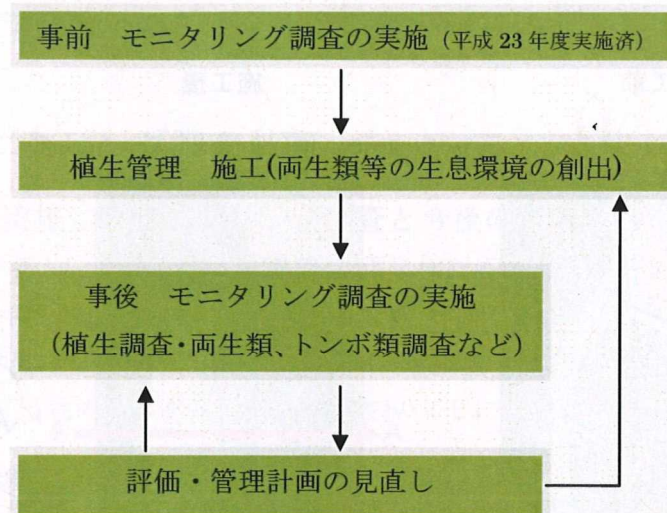 事前　モニタリング調査の実施（平成 23 年度実施済）
植生管理　施工(両生類等の生息環境の創出)
事後　モニタリング調査の実施
（植生調査・両生類、トンボ類調査など）
評価・管理計画の見直し